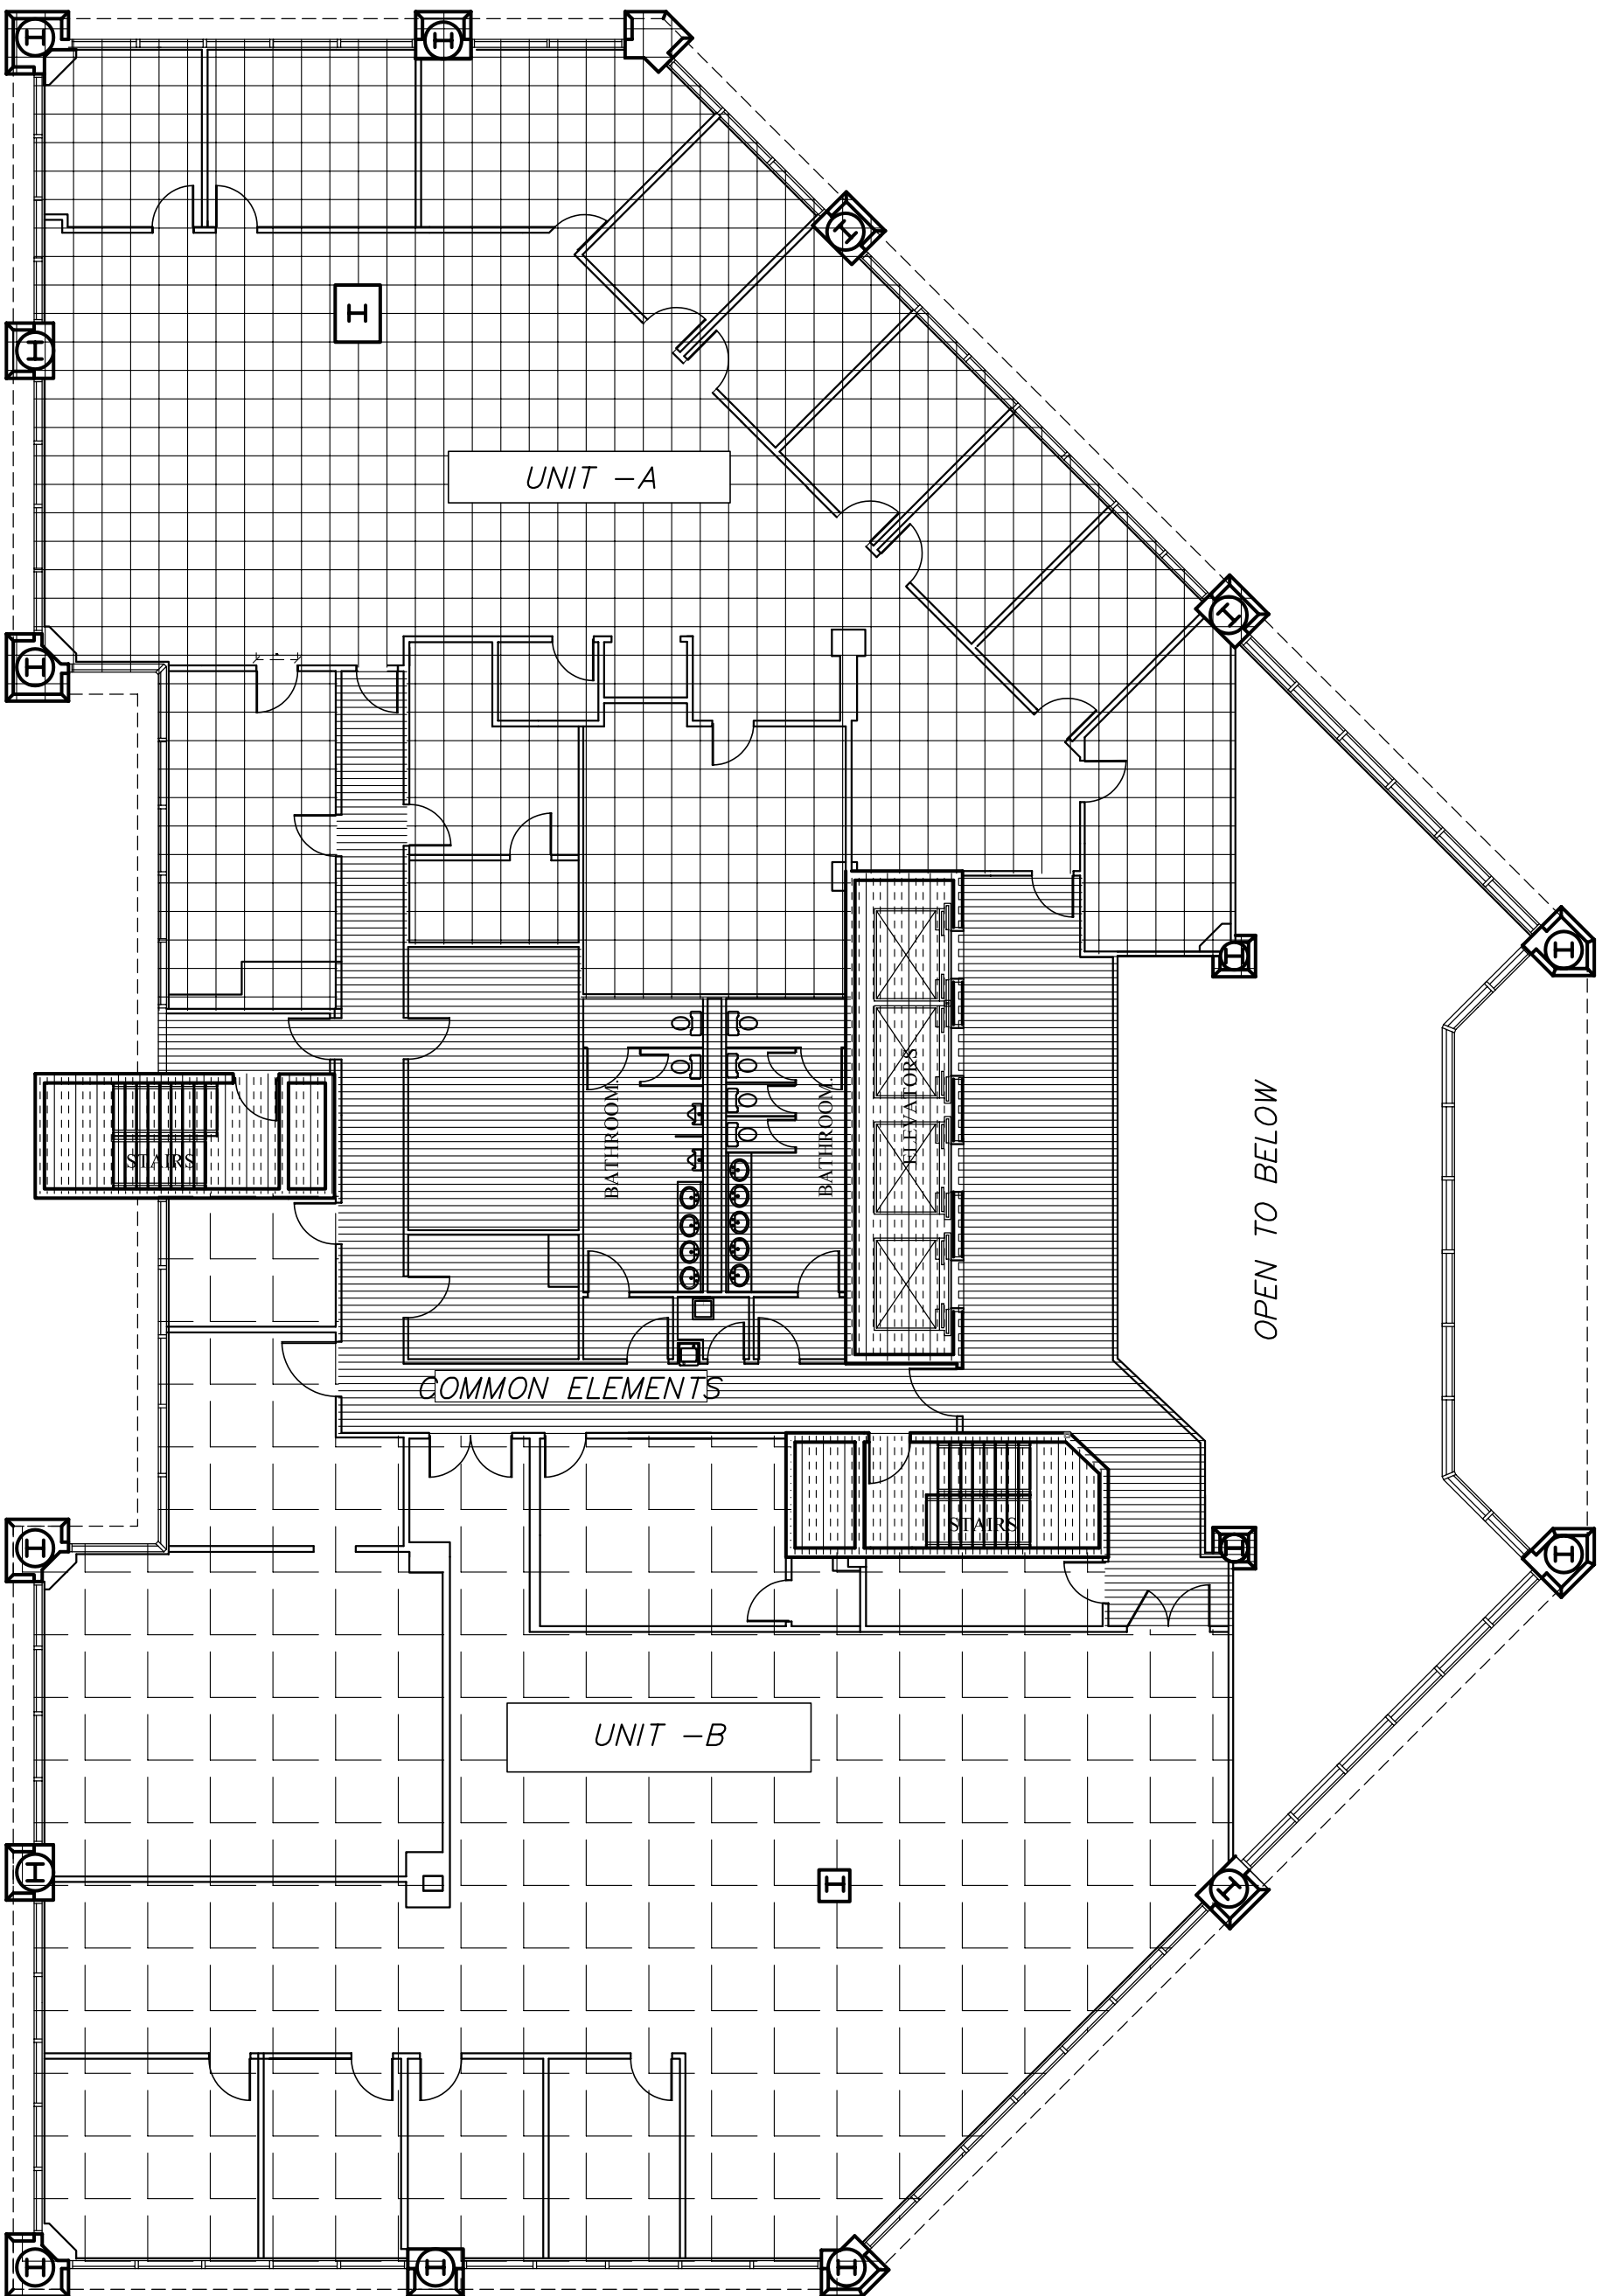 UNIT -A
BATHROOM.
BATHROOM.
ELEVATORS
OPEN TO BELOW
STAIRS
COMMON ELEMENTS
STAIRS
UNIT -B